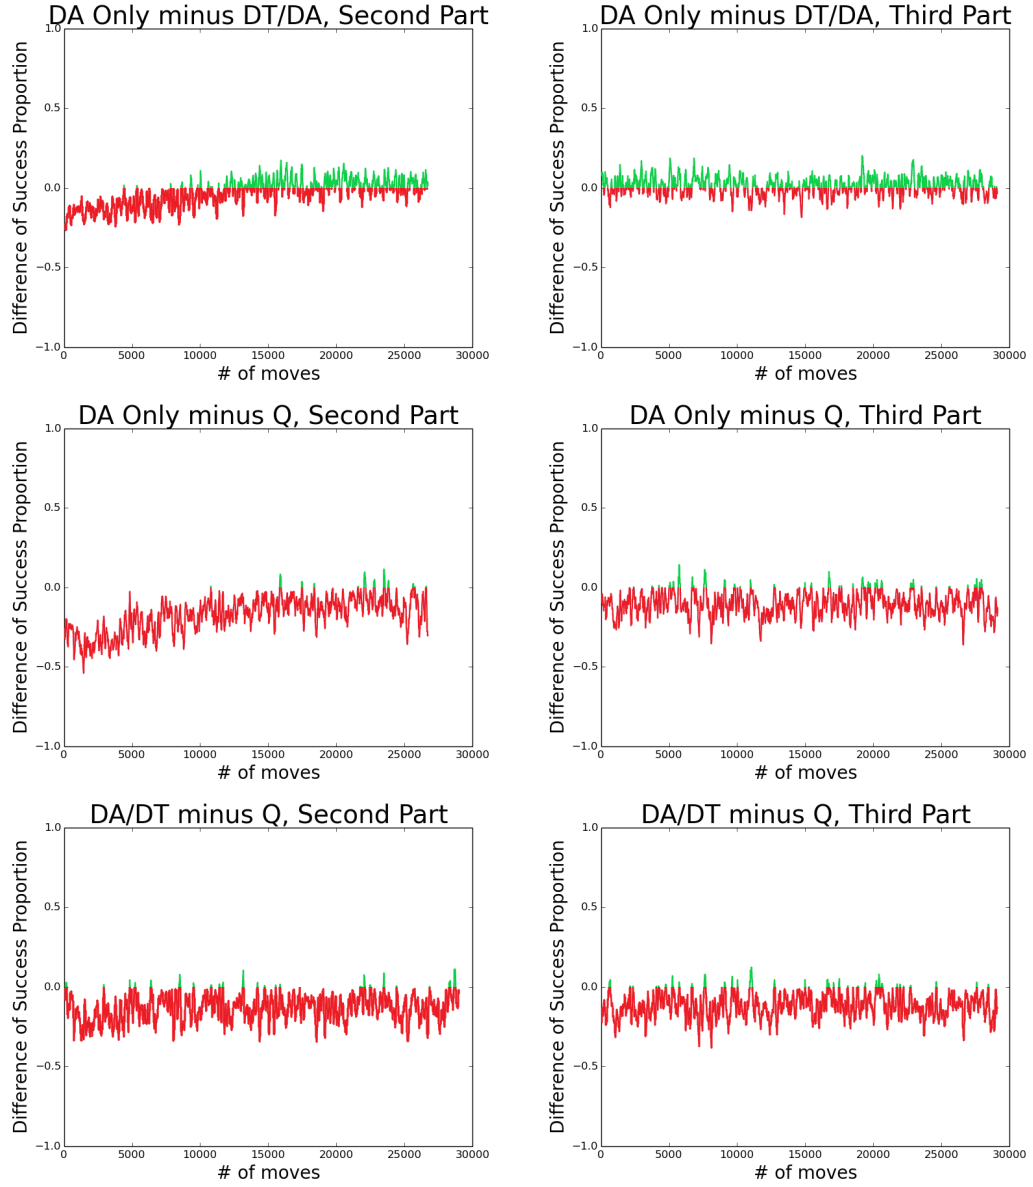 DA Only minus DT/DA, Second Part
Difference of Success Proportion
1.0
0.5
0.0
−0.5
−1.0
0 5000 10000 15000 20000 25000 30000
# of moves
DA Only minus DT/DA, Third Part
Difference of Success Proportion
1.0
0.5
0.0
−0.5
−1.0
0 5000 10000 15000 20000 25000 30000
# of moves
DA Only minus Q, Second Part
Difference of Success Proportion
1.0
0.5
0.0
−0.5
−1.0
0 5000 10000 15000 20000 25000 30000
# of moves
DA Only minus Q, Third Part
Difference of Success Proportion
1.0
0.5
0.0
−0.5
−1.0
0 5000 10000 15000 20000 25000 30000
# of moves
DA/DT minus Q, Second Part
Difference of Success Proportion
1.0
0.5
0.0
−0.5
−1.0
0 5000 10000 15000 20000 25000 30000
# of moves
DA/DT minus Q, Third Part
Difference of Success Proportion
1.0
0.5
0.0
−0.5
−1.0
0 5000 10000 15000 20000 25000 30000
# of moves